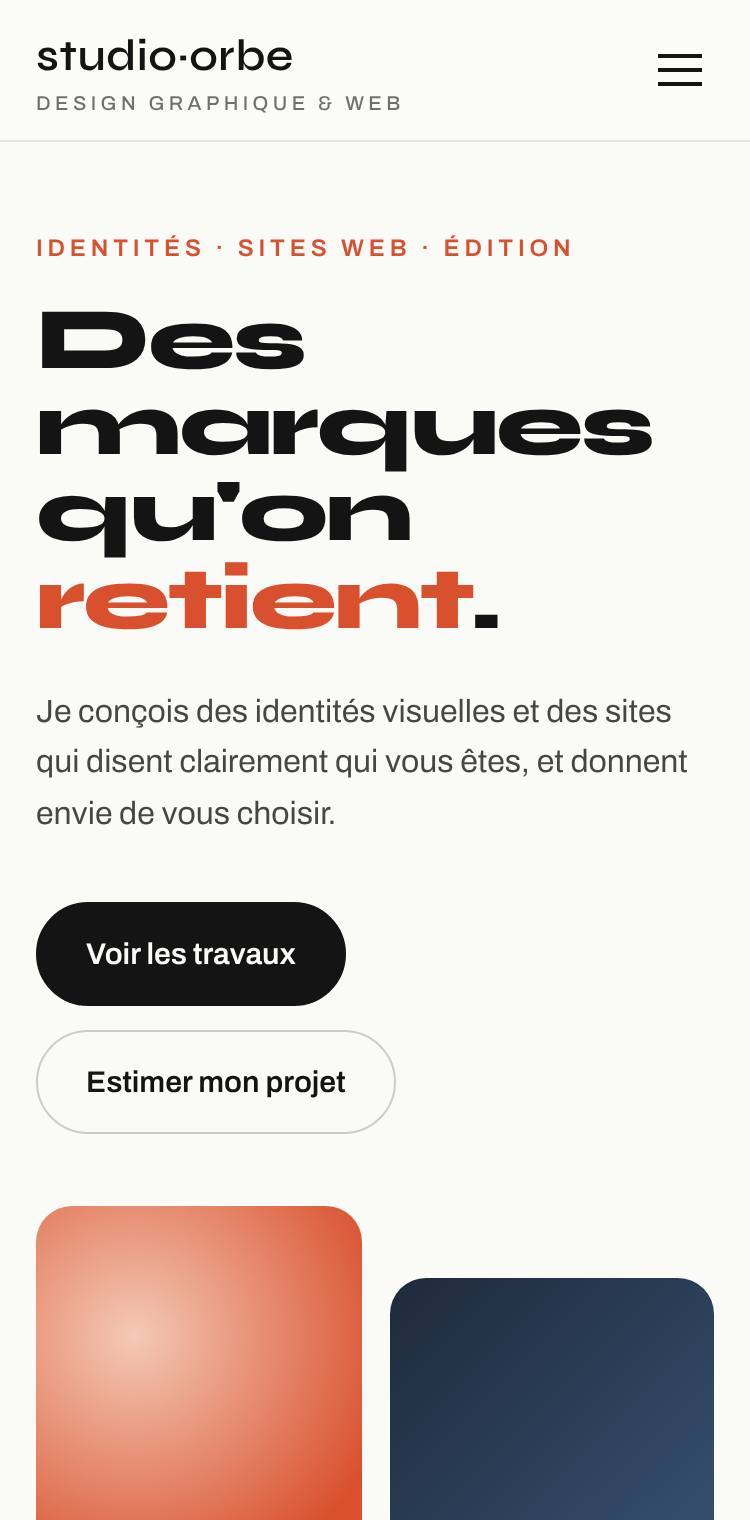 studio·orbe
DESIGN GRAPHIQUE & WEB
IDENTITÉS · SITES WEB · ÉDITION
Des
marques
qu'on
retient.
Je conçois des identités visuelles et des sites
qui disent clairement qui vous êtes, et donnent
envie de vous choisir.
Voir les travaux
Estimer mon projet